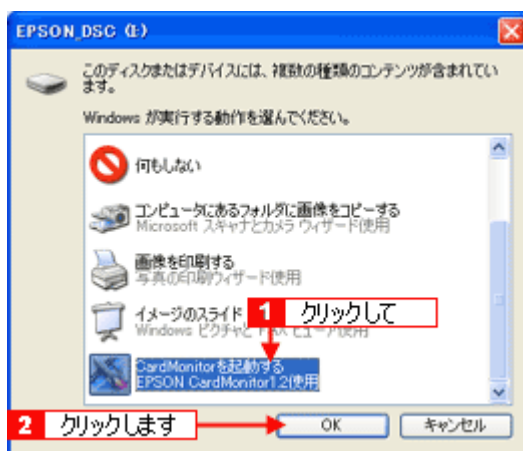 EPSON_DSC (E:)
このディスクまたはデバイスには、複数の種類のコンテンツが含まれてい
ます。
Windows が実行する動作を選んでください。
何もしない
コンピュータにあるフォルダに画像をコピーする
Microsoft スキャナとカメラ ウィザード使用
画像を印刷する
写真の印刷ウィザード使用
イメージのスライド
1 クリックして
Windows ピクチャと FAX ビューア使用
CardMonitorを起動する
EPSON CardMonitor1.2使用
2 クリックします
OK
キャンセル